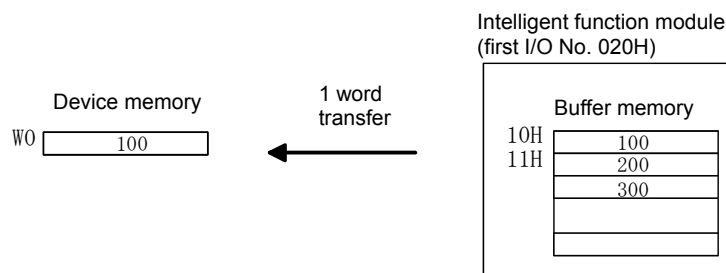 Intelligent function module
(first I/O No. 020H)
Device memory
1 word
transfer
Buffer memory
W0 100
10H 100
11H 200
300